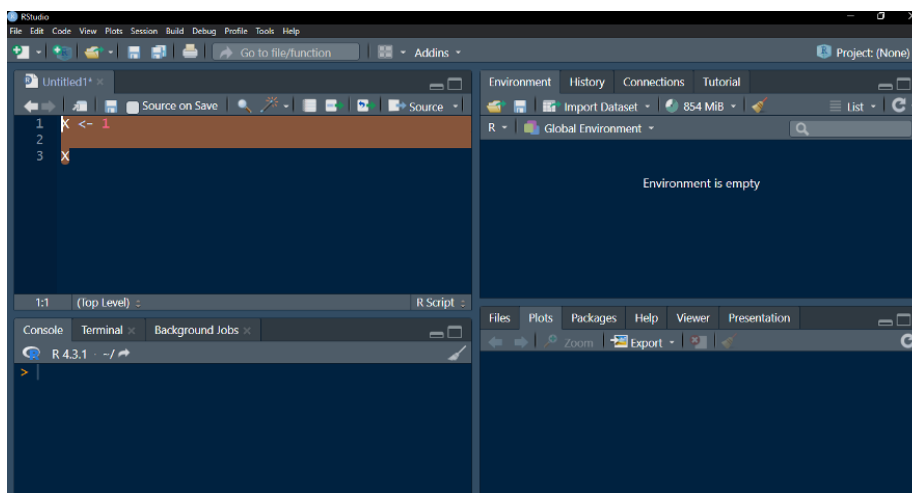 RStudio
File Edit Code View Plots Session Build Debug Profile Tools Help
Go to file/function Addins Project: (None)
Untitled1*
Source on Save Source
1 X <- 1
2
3 X
1:1 (Top Level) R Script
Console Terminal Background Jobs
R 4.3.1 · ~/
>
Environment History Connections Tutorial
Import Dataset 854 MiB List
R Global Environment
Environment is empty
Files Plots Packages Help Viewer Presentation
Zoom Export